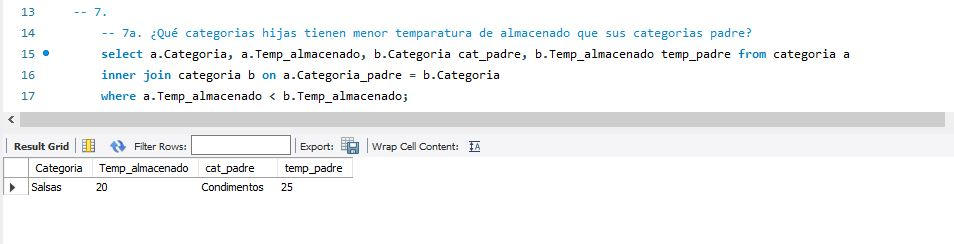 13 -- 7.
14 -- 7a. ¿Qué categorias hijas tienen menor temparatura de almacenado que sus categorias padre?
15 select a.Categoria, a.Temp_almacenado, b.Categoria cat_padre, b.Temp_almacenado temp_padre from categoria a
16 inner join categoria b on a.Categoria_padre = b.Categoria
17 where a.Temp_almacenado < b.Temp_almacenado;
Result Grid Filter Rows: Export: Wrap Cell Content: IA
Categoria Temp_almacenado cat_padre temp_padre
Salsas 20 Condimentos 25